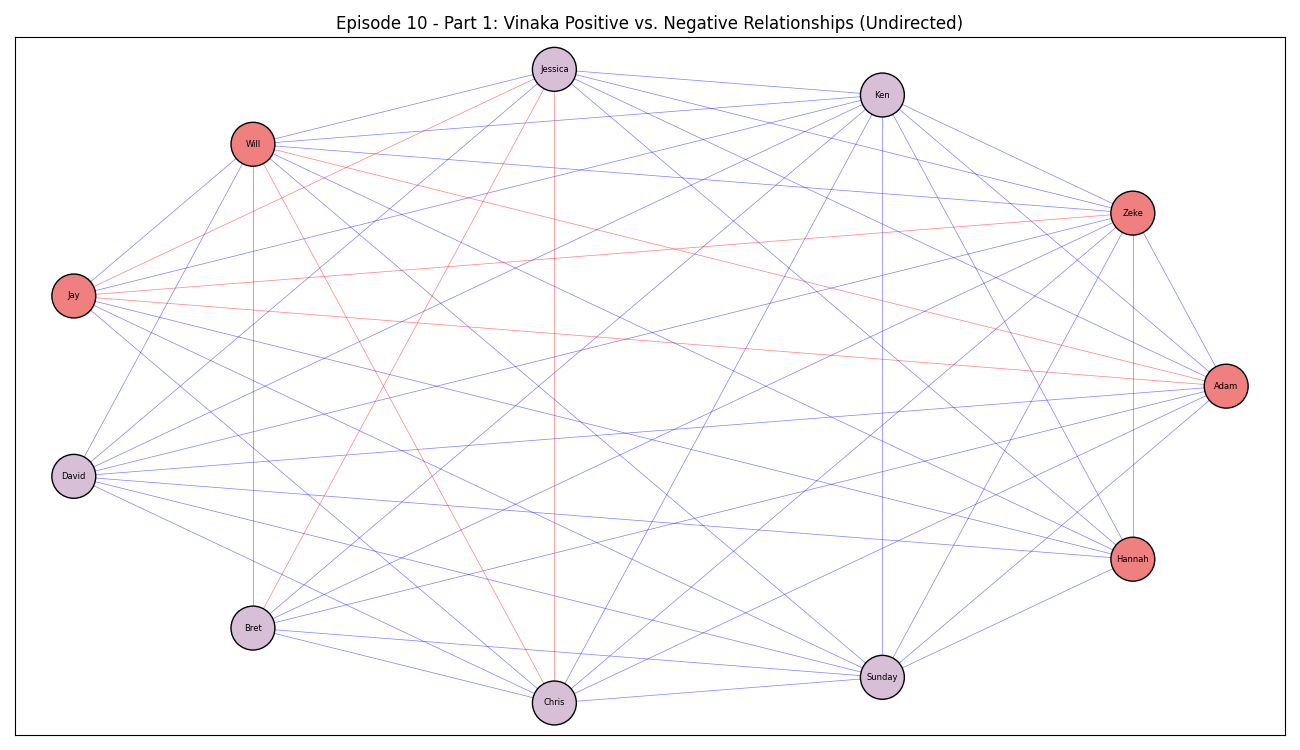 Episode 10 - Part 1: Vinaka Positive vs. Negative Relationships (Undirected)
Jessica
Ken
Will
Zeke
Jay
Adam
David
Hannah
Bret
Sunday
Chris